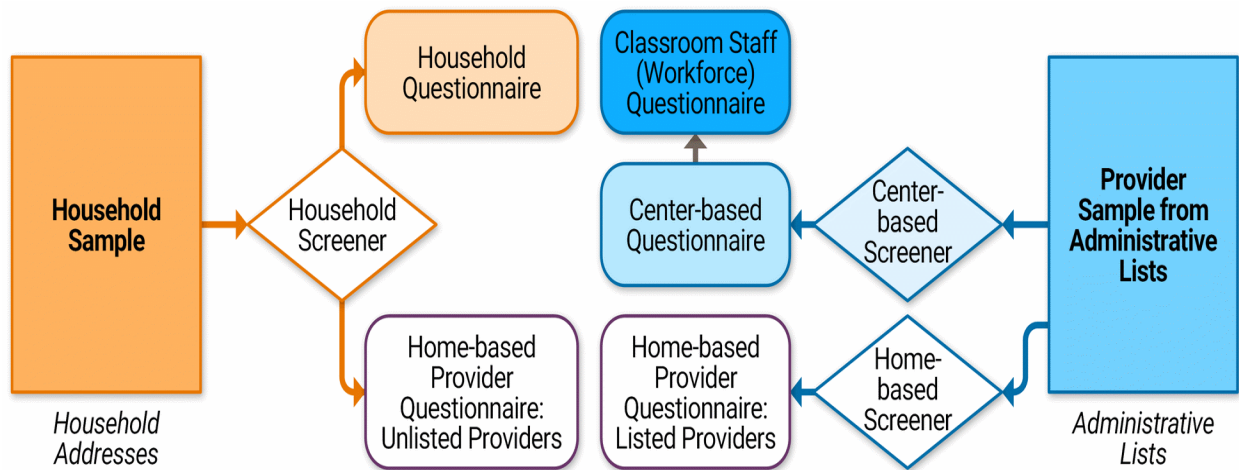 Household
Sample
Household
Addresses
Household
Screener
Household
Questionnaire
Home-based
Provider
Questionnaire:
Unlisted Providers
Classroom Staff
(Workforce)
Questionnaire
Center-based
Questionnaire
Home-based
Provider
Questionnaire:
Listed Providers
Center-
based
Screener
Home-
based
Screener
Provider
Sample from
Administrative
Lists
Administrative
Lists